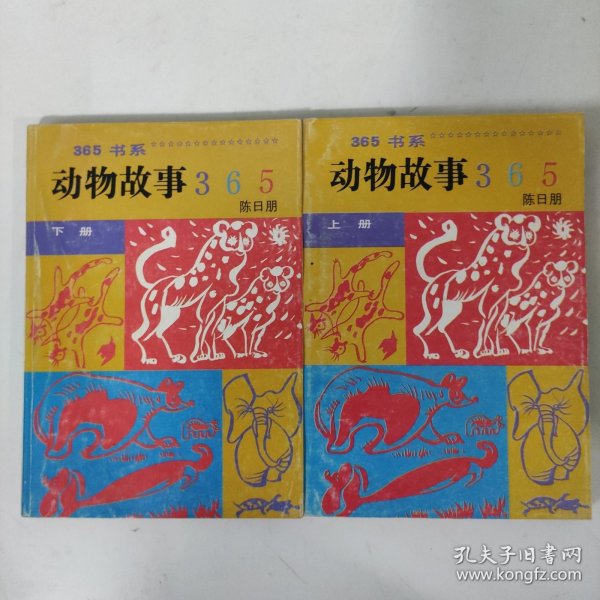 365 书系
动物故事 3 6 5
陈日朋
下册
365 书系
动物故事 3 6 5
陈日朋
上册
孔夫子旧书网
www.kongfz.com